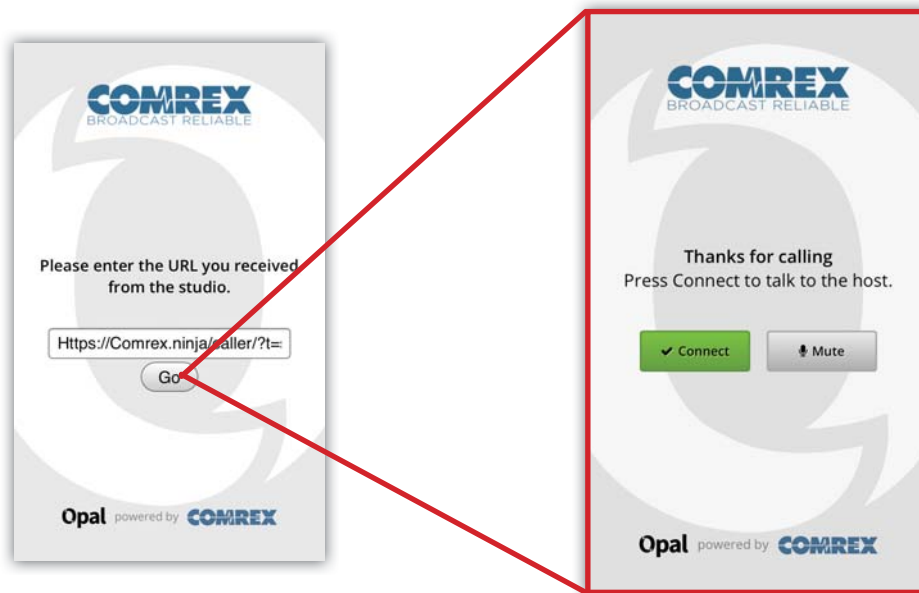 COMREX
BROADCAST RELIABLE
Please enter the URL you received
from the studio.
Https://Comrex.ninja/caller/?t=
Go
Opal powered by COMREX
COMREX
BROADCAST RELIABLE
Thanks for calling
Press Connect to talk to the host.
Connect
Mute
Opal powered by COMREX